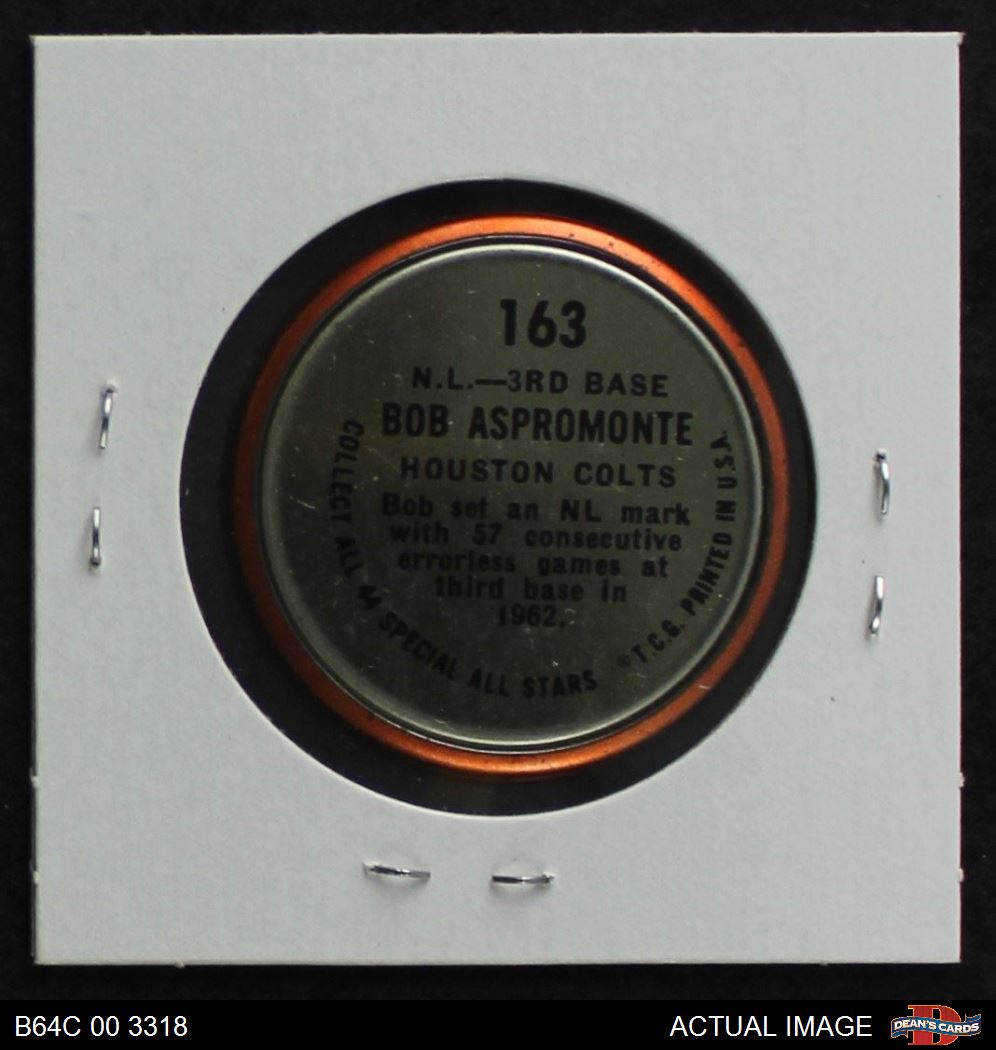 163
N.L.—3RD BASE
BOB ASPROMONTE
HOUSTON COLTS
Bob set an NL mark
with 57 consecutive
errorless games at
third base in
1962.
COLLECT ALL 44 SPECIAL ALL STARS
©T.C.G. PRINTED IN U.S.A.
B64C 00 3318
ACTUAL IMAGE
DEAN'S CARDS